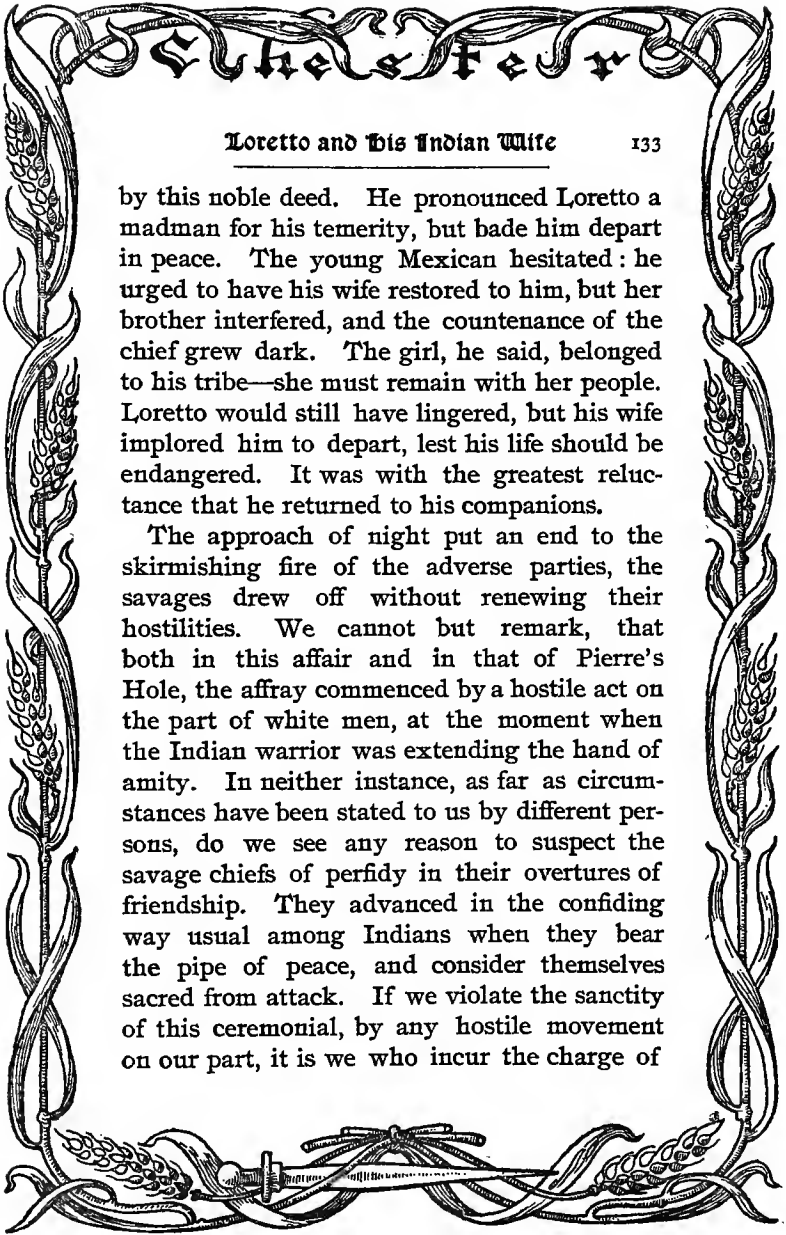 Chester
Loretto and His Indian Wife 133
by this noble deed. He pronounced Loretto a
madman for his temerity, but bade him depart
in peace. The young Mexican hesitated : he
urged to have his wife restored to him, but her
brother interfered, and the countenance of the
chief grew dark. The girl, he said, belonged
to his tribe—she must remain with her people.
Loretto would still have lingered, but his wife
implored him to depart, lest his life should be
endangered. It was with the greatest reluc-
tance that he returned to his companions.
The approach of night put an end to the
skirmishing fire of the adverse parties, the
savages drew off without renewing their
hostilities. We cannot but remark, that
both in this affair and in that of Pierre's
Hole, the affray commenced by a hostile act on
the part of white men, at the moment when
the Indian warrior was extending the hand of
amity. In neither instance, as far as circum-
stances have been stated to us by different per-
sons, do we see any reason to suspect the
savage chiefs of perfidy in their overtures of
friendship. They advanced in the confiding
way usual among Indians when they bear
the pipe of peace, and consider themselves
sacred from attack. If we violate the sanctity
of this ceremonial, by any hostile movement
on our part, it is we who incur the charge of